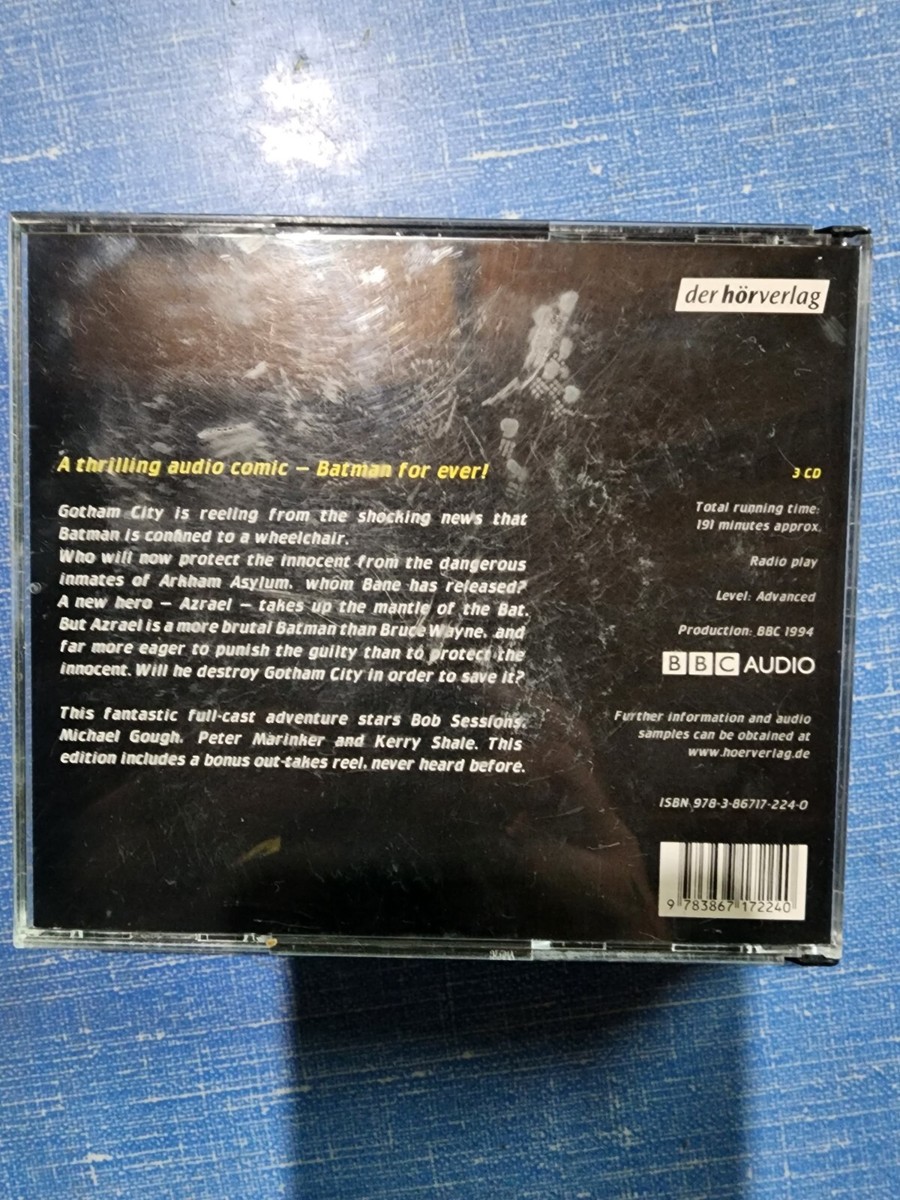 der hörverlag
A thrilling audio comic – Batman for ever!
Gotham City is reeling from the shocking news that
Batman is confined to a wheelchair.
Who will now protect the innocent from the dangerous
inmates of Arkham Asylum, whom Bane has released?
A new hero – Azrael – takes up the mantle of the Bat.
But Azrael is a more brutal Batman than Bruce Wayne, and
far more eager to punish the guilty than to protect the
innocent. Will he destroy Gotham City in order to save it?
This fantastic full-cast adventure stars Bob Sessions,
Michael Gough, Peter Marinker and Kerry Shale. This
edition includes a bonus out-takes reel, never heard before.
3 CD
Total running time:
191 minutes approx.
Radio play
Level: Advanced
Production: BBC 1994
BBC AUDIO
Further information and audio
samples can be obtained at
www.hoerverlag.de
ISBN 978-3-86717-224-0
9 783867 172240